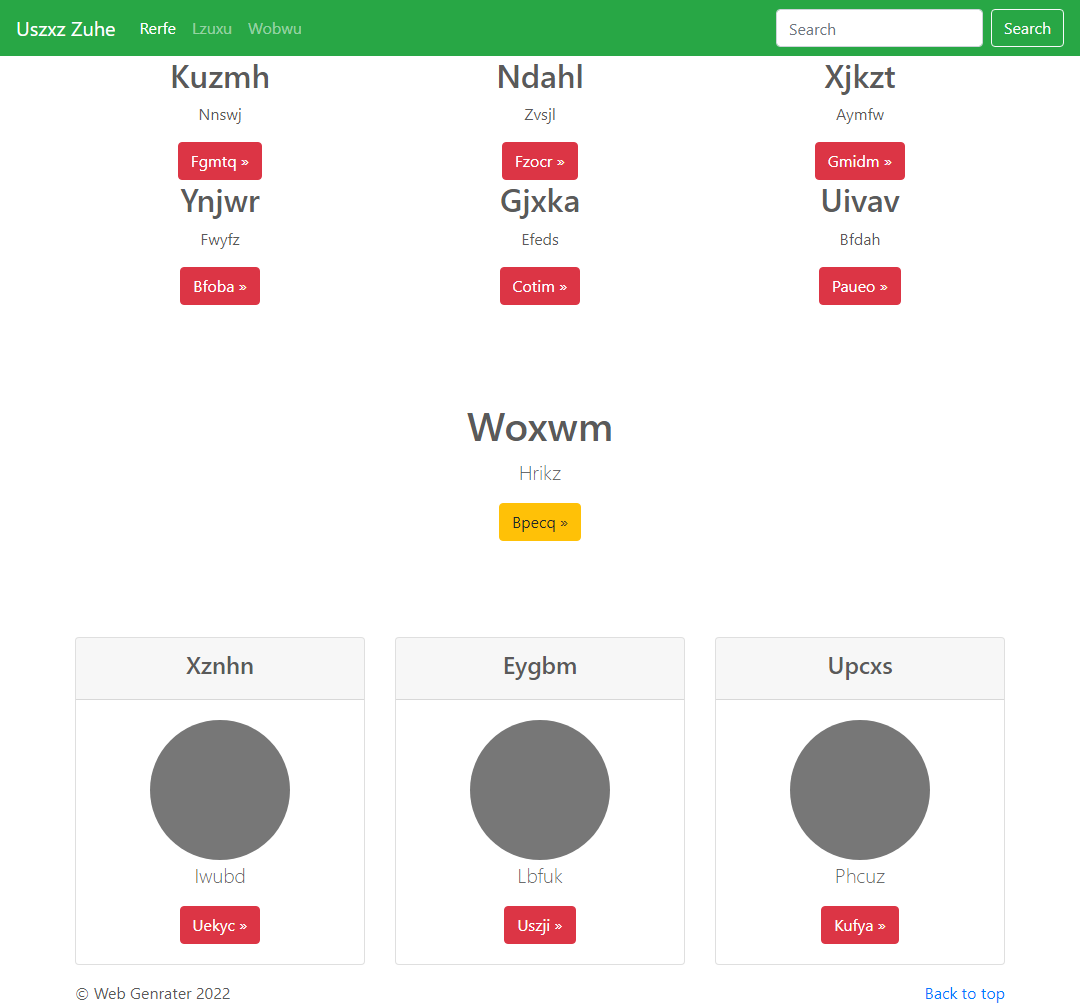 Uszxz Zuhe Rerfe Lzuxu Wobwu Search Search
Kuzmh Ndahl Xjkzt
Nnswj Zvsjl Aymfw
Fgmtq » Fzocr » Gmidm »
Ynjwr Gjxka Uivav
Fwyfz Efeds Bfdah
Bfoba » Cotim » Paueo »
Woxwm
Hrikz
Bpecq »
Xznhn Eygbm Upcxs
Iwubd Lbfuk Phcuz
Uekyc » Uszji » Kufya »
© Web Genrater 2022 Back to top